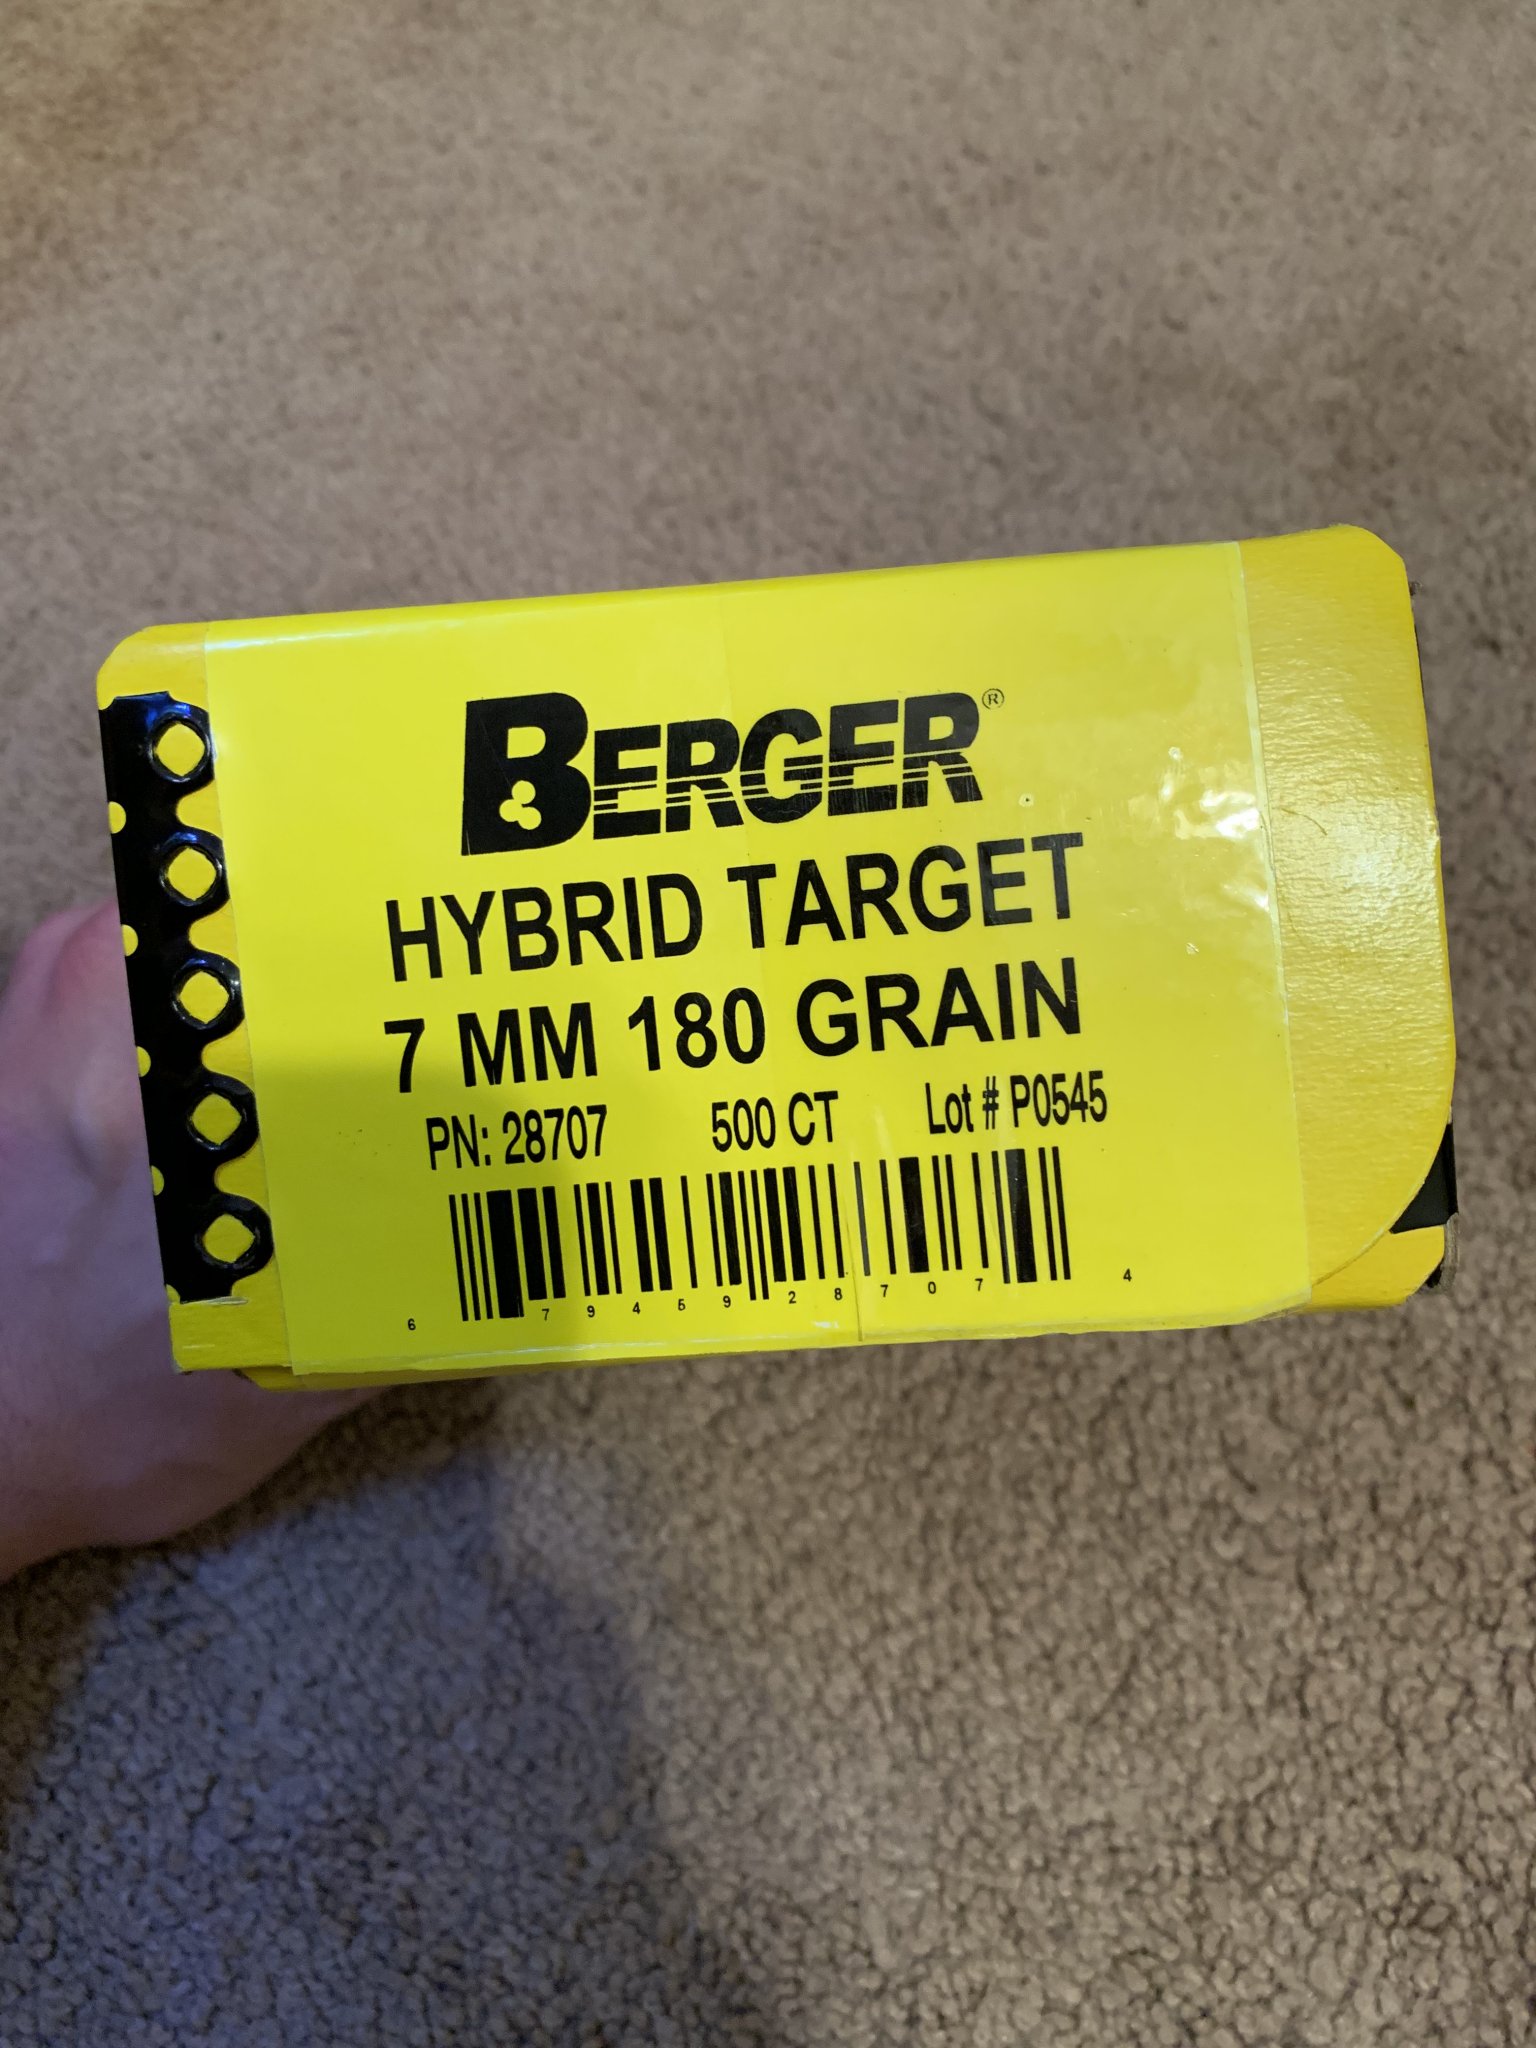 BERGER®
HYBRID TARGET
7 MM 180 GRAIN
PN: 28707 500 CT Lot # P0545
6 79459 28707 4